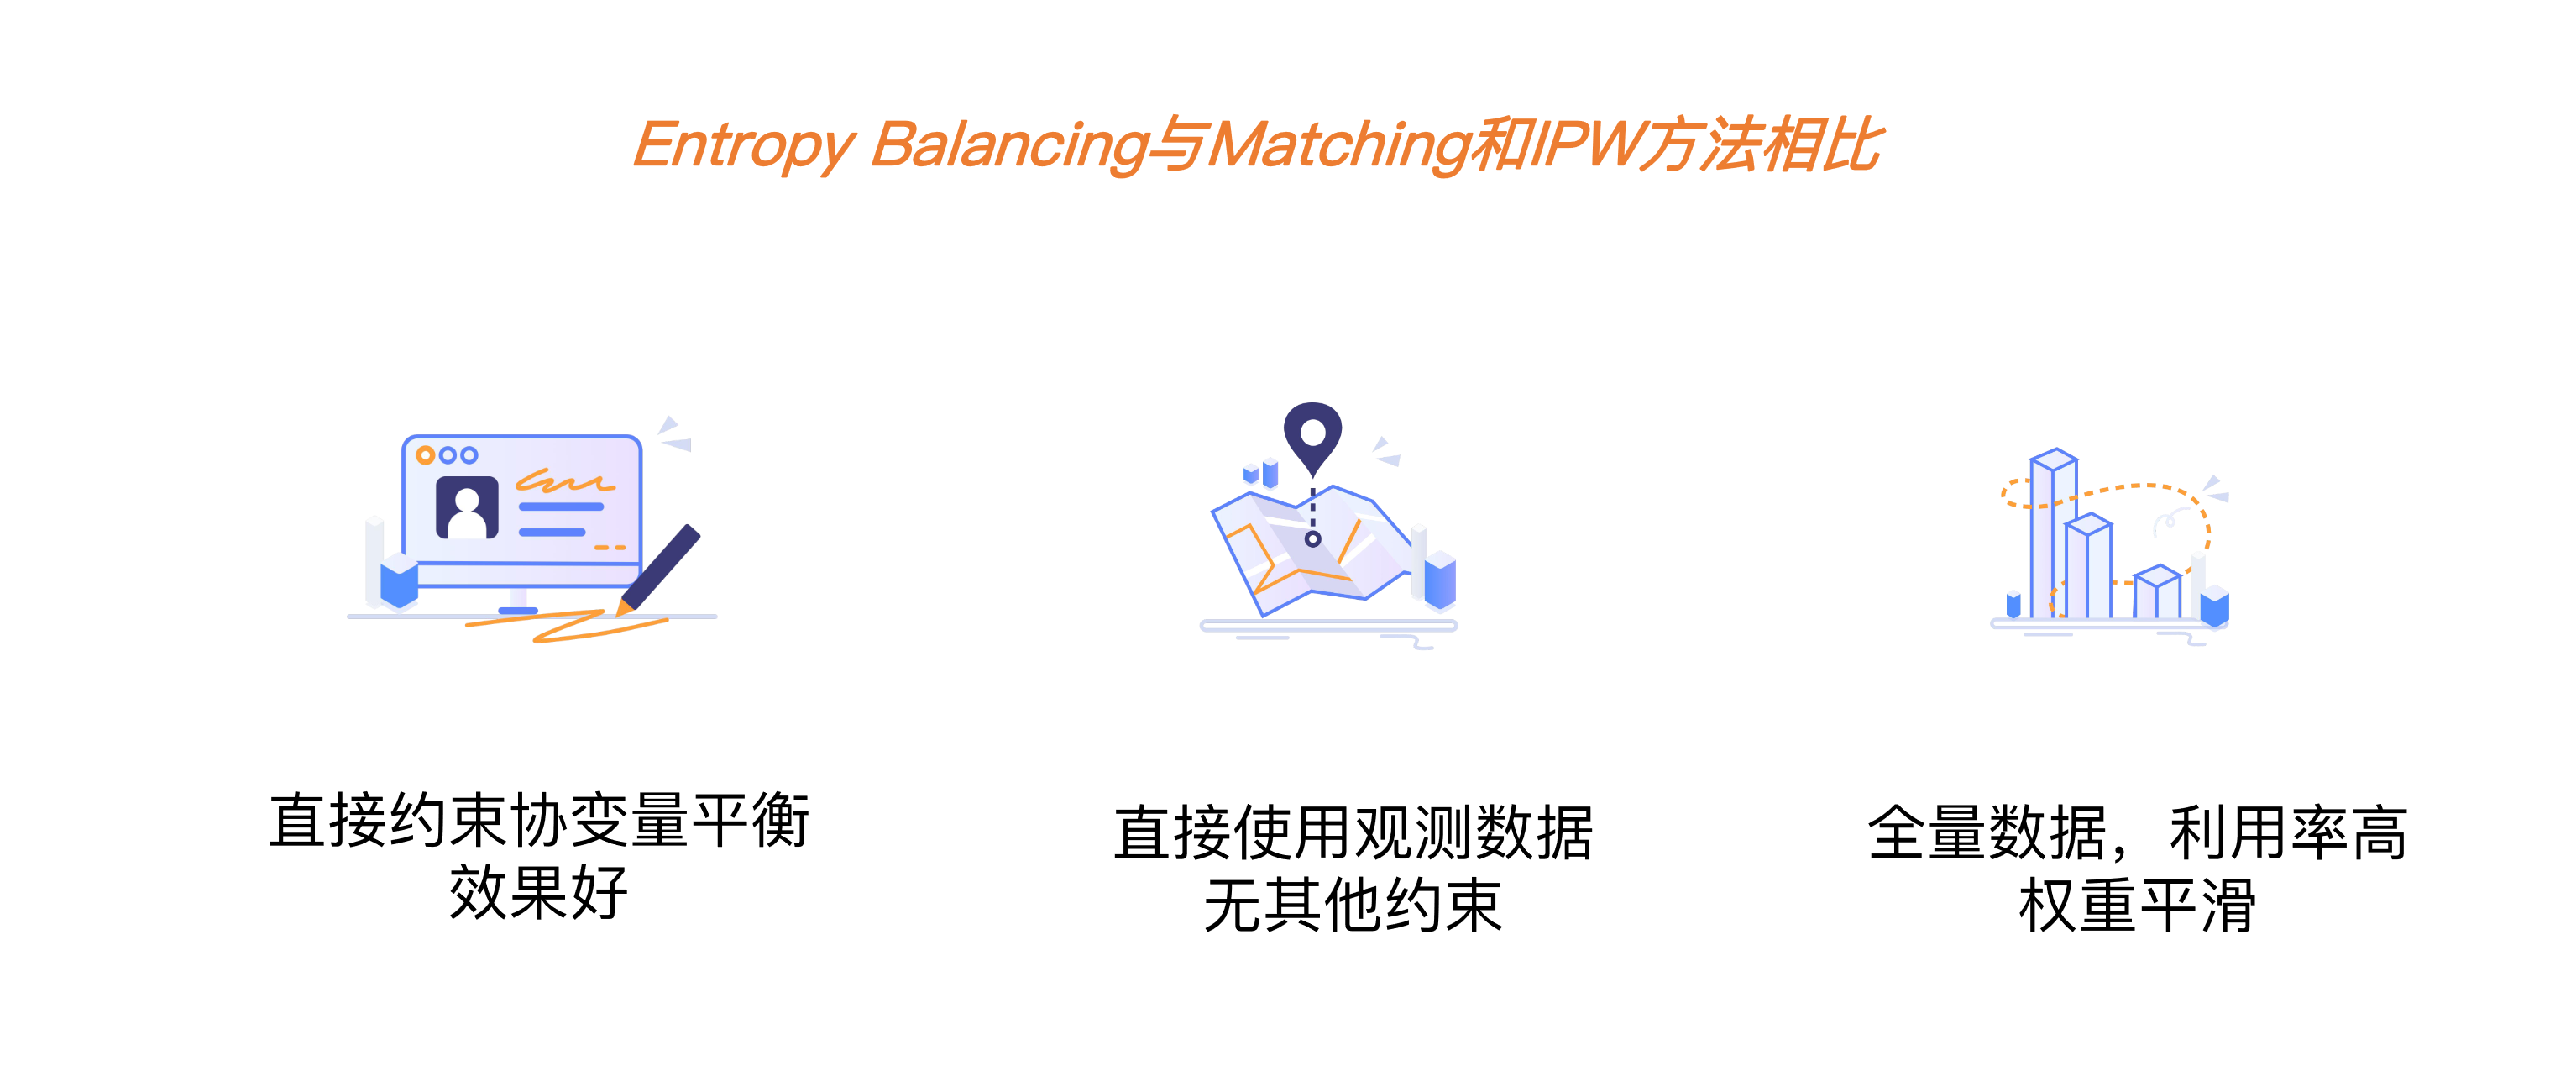 Entropy Balancing与Matching和IPW方法相比
直接约束协变量平衡
效果好
直接使用观测数据
无其他约束
全量数据，利用率高
权重平滑